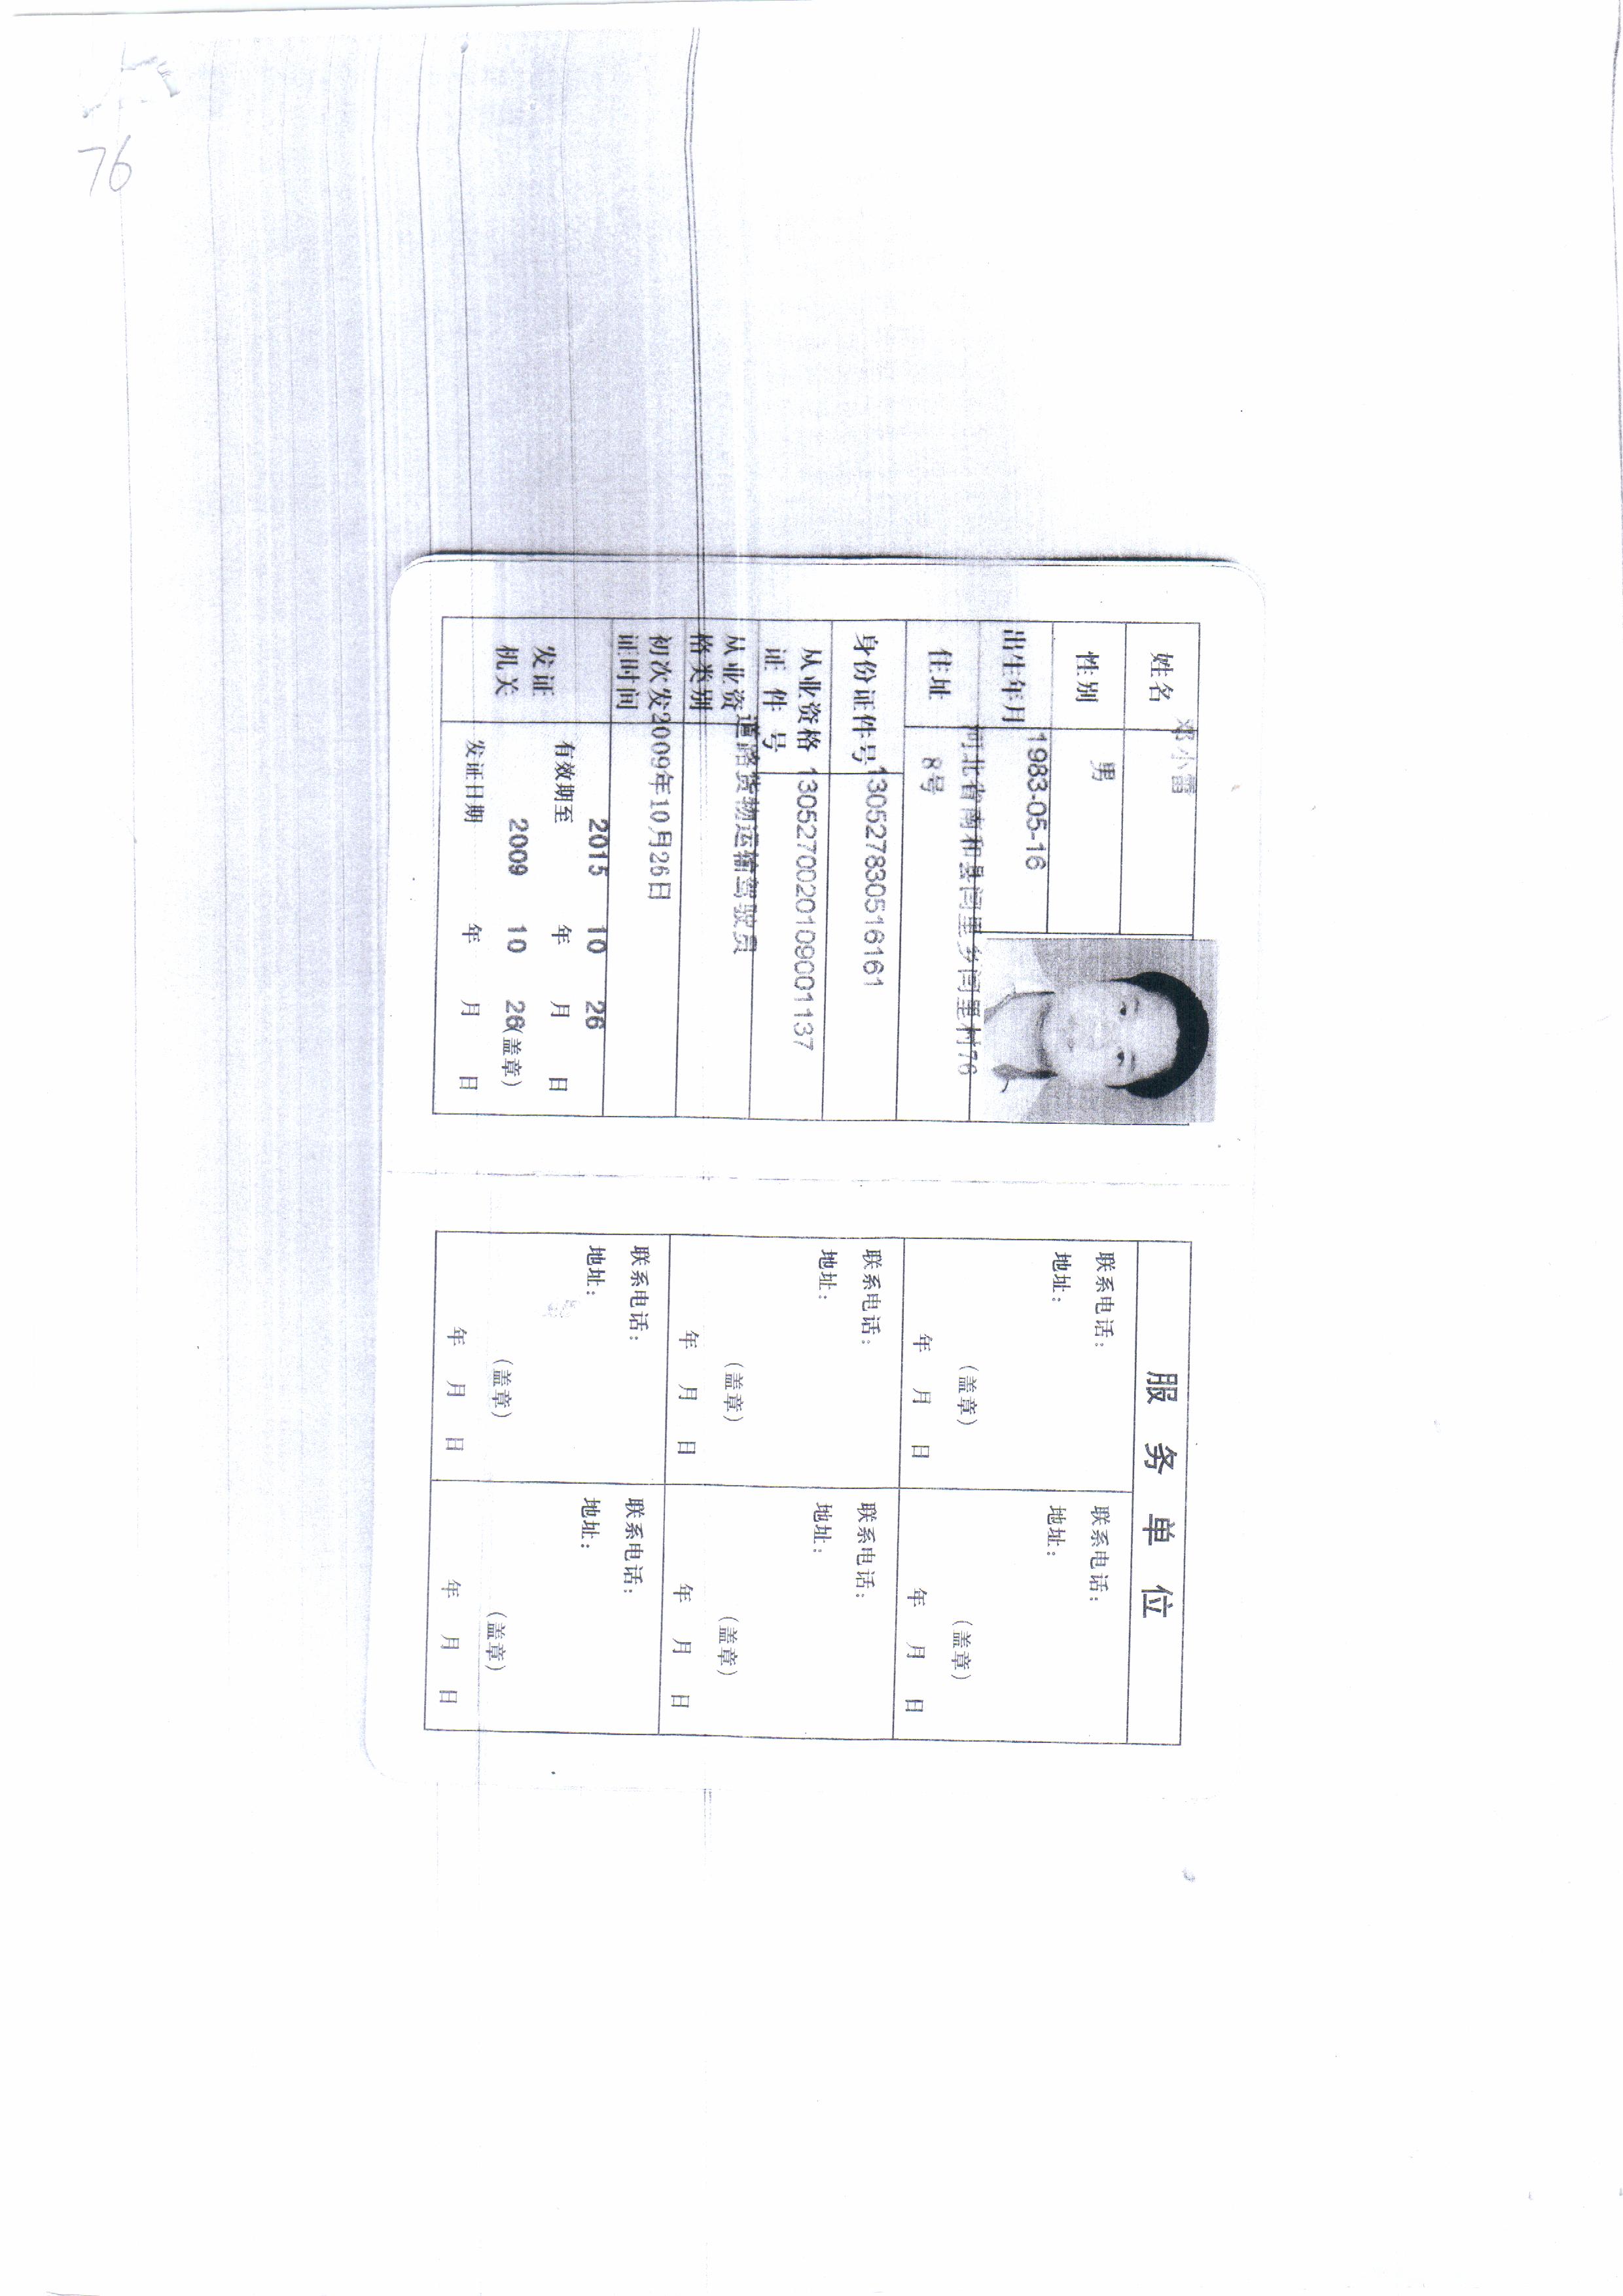 76
姓名 邓小雷
性别 男
出生年月 1983-05-16
住址 河北省南和县闫里乡闫里村76
8号
身份证件号 130527830516161
从业资格
证件号 1305270020109001137
从业资
格类别 道路货物运输驾驶员
初次发
证时间 2009年10月26日
发证
机关
2015 10 26
有效期至 年 月 日
2009 10 26(盖章)
发证日期 年 月 日
服务单位
联系电话:
地址:
(盖章)
年 月 日
联系电话:
地址:
(盖章)
年 月 日
联系电话:
地址:
(盖章)
年 月 日
联系电话:
地址:
(盖章)
年 月 日
联系电话:
地址:
(盖章)
年 月 日
联系电话:
地址:
(盖章)
年 月 日